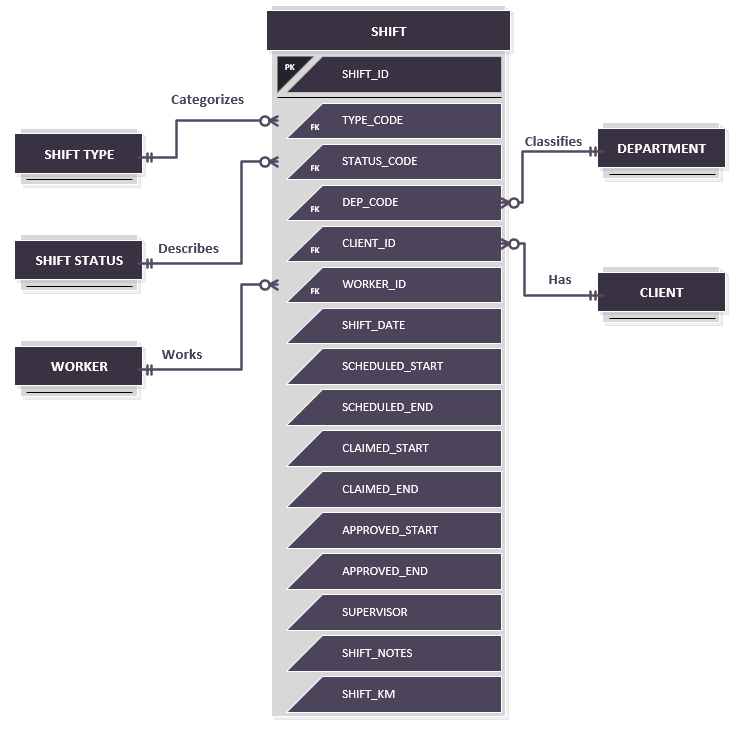 SHIFT
PK
SHIFT_ID
Categorizes
FK
TYPE_CODE
SHIFT TYPE
FK
STATUS_CODE
Classifies
DEPARTMENT
FK
DEP_CODE
Describes
FK
CLIENT_ID
SHIFT STATUS
Has
CLIENT
FK
WORKER_ID
SHIFT_DATE
Works
WORKER
SCHEDULED_START
SCHEDULED_END
CLAIMED_START
CLAIMED_END
APPROVED_START
APPROVED_END
SUPERVISOR
SHIFT_NOTES
SHIFT_KM